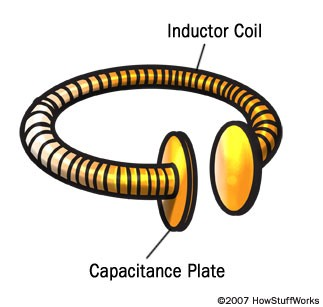 Inductor Coil
Capacitance Plate
©2007 HowStuffWorks